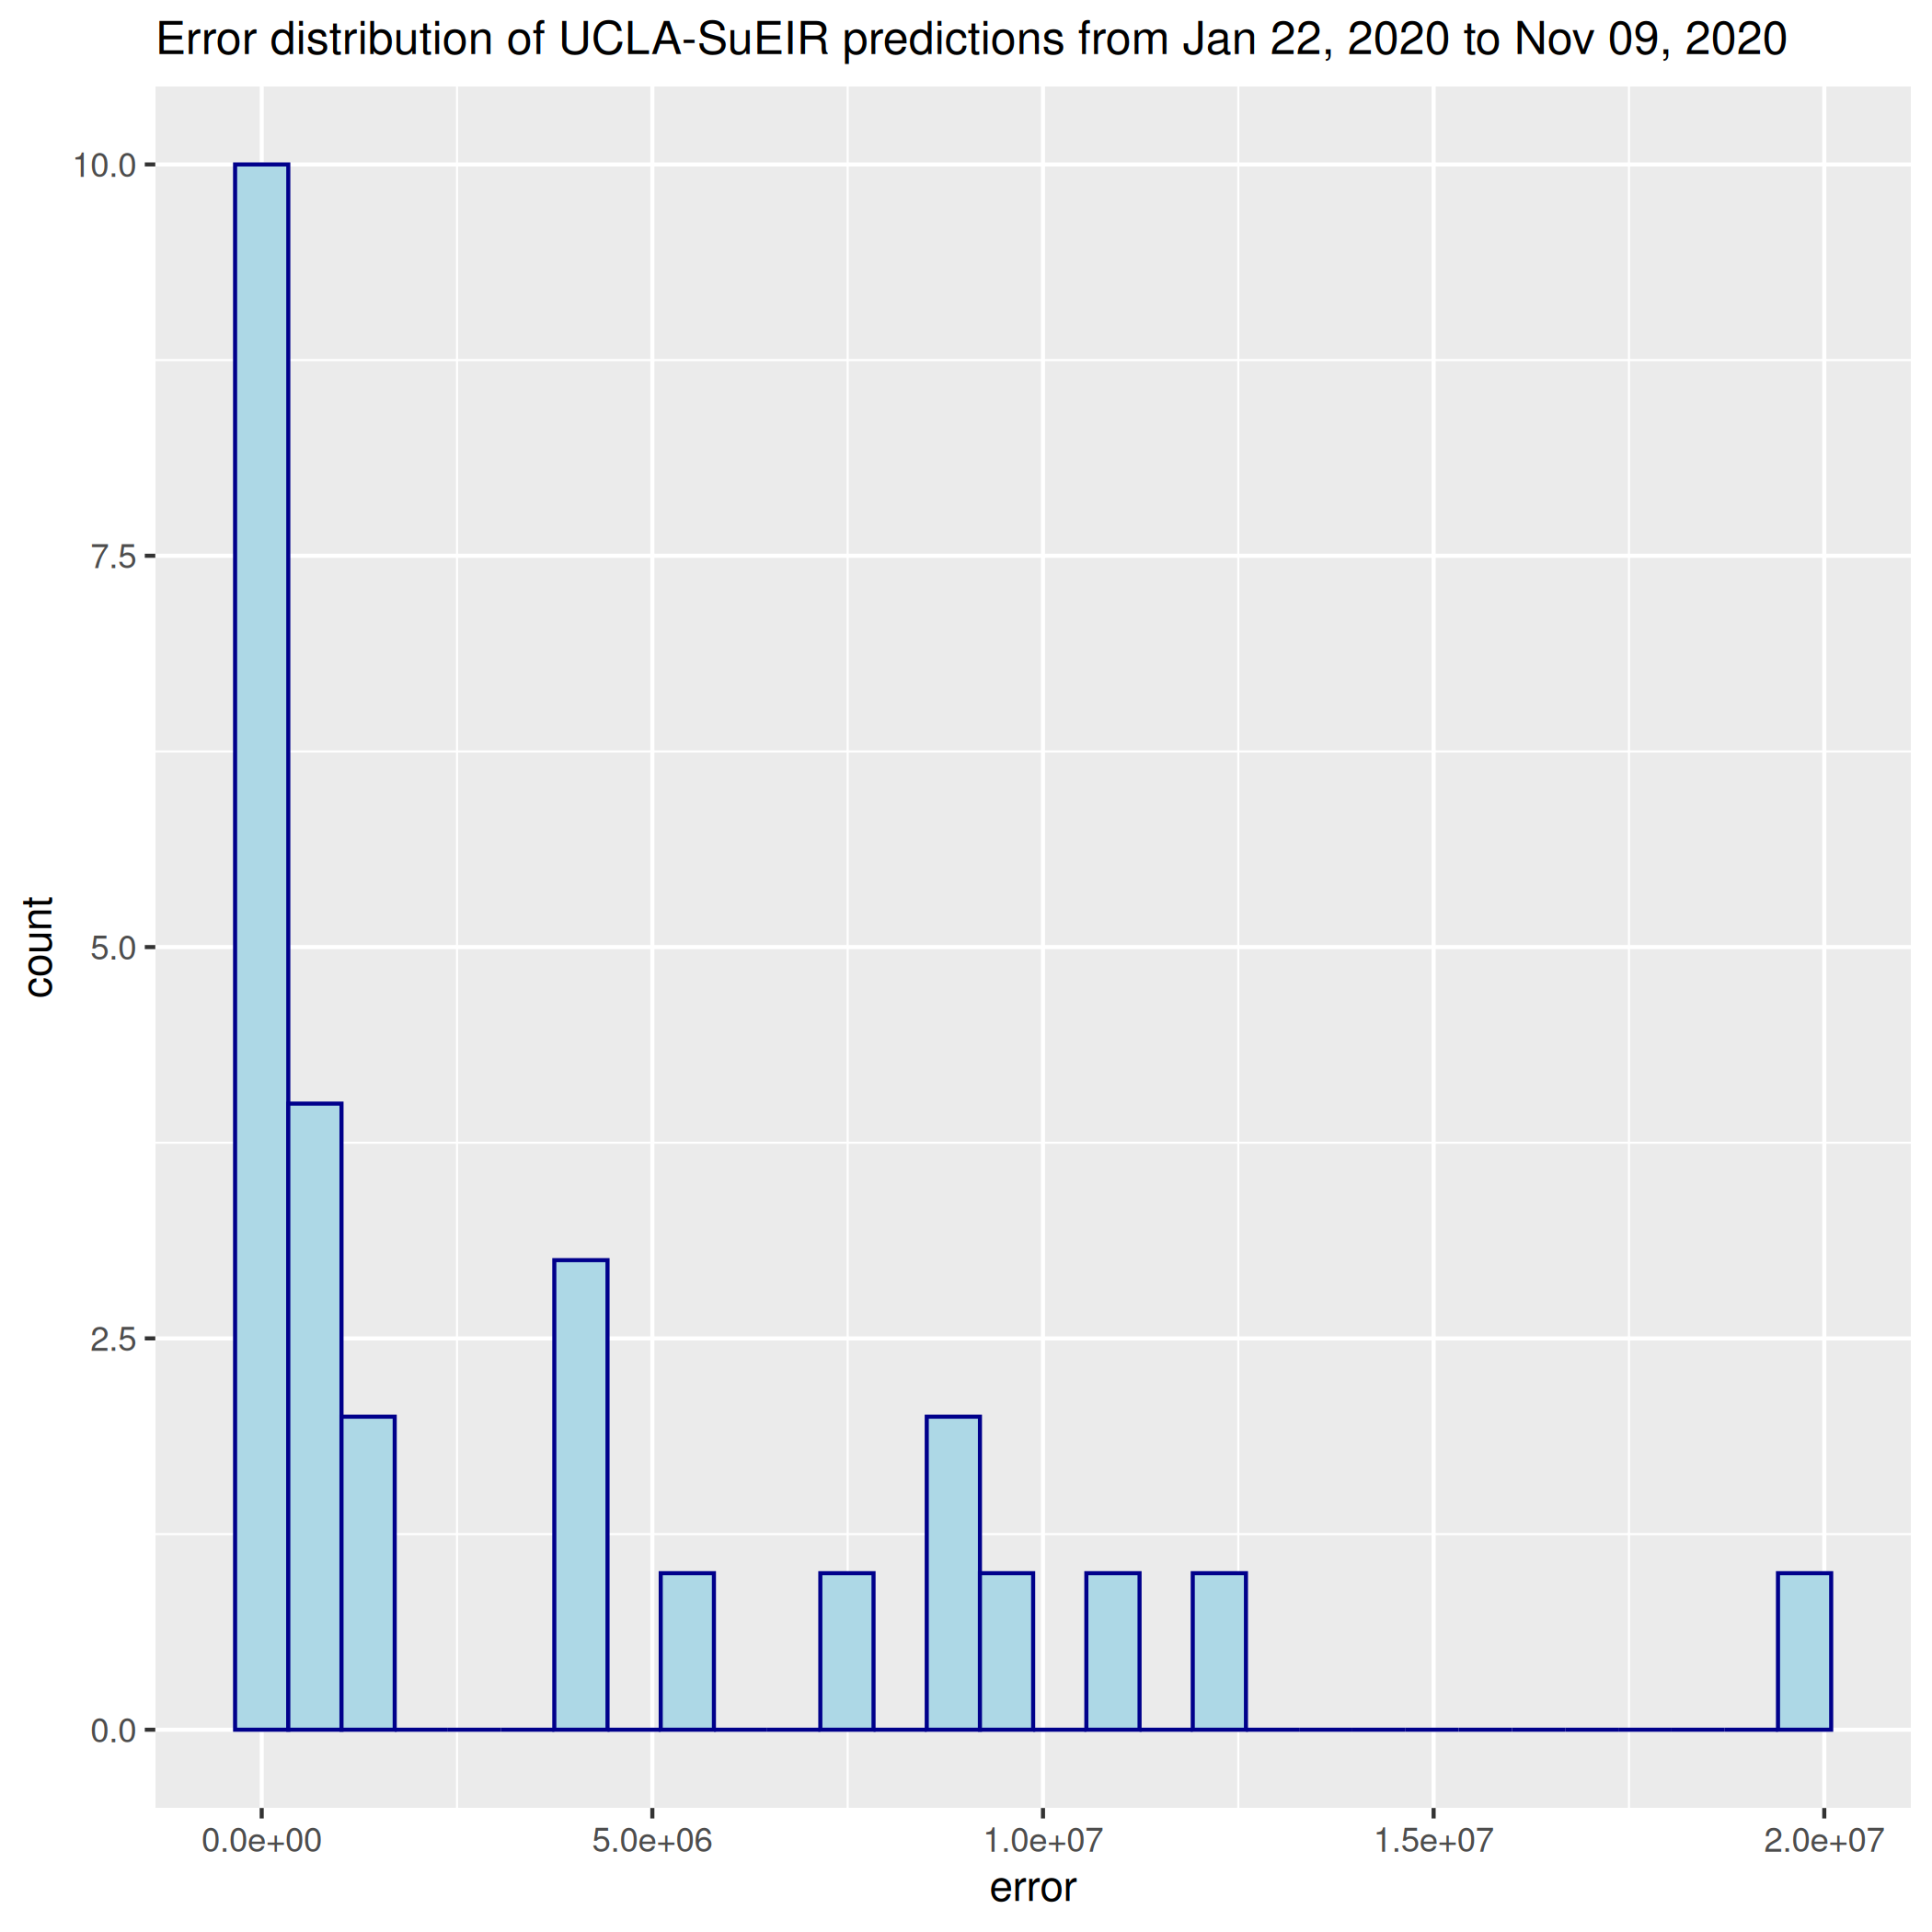 Error distribution of UCLA-SuEIR predictions from Jan 22, 2020 to Nov 09, 2020
10.0
7.5
5.0
2.5
0.0
count
0.0e+00 5.0e+06 1.0e+07 1.5e+07 2.0e+07
error